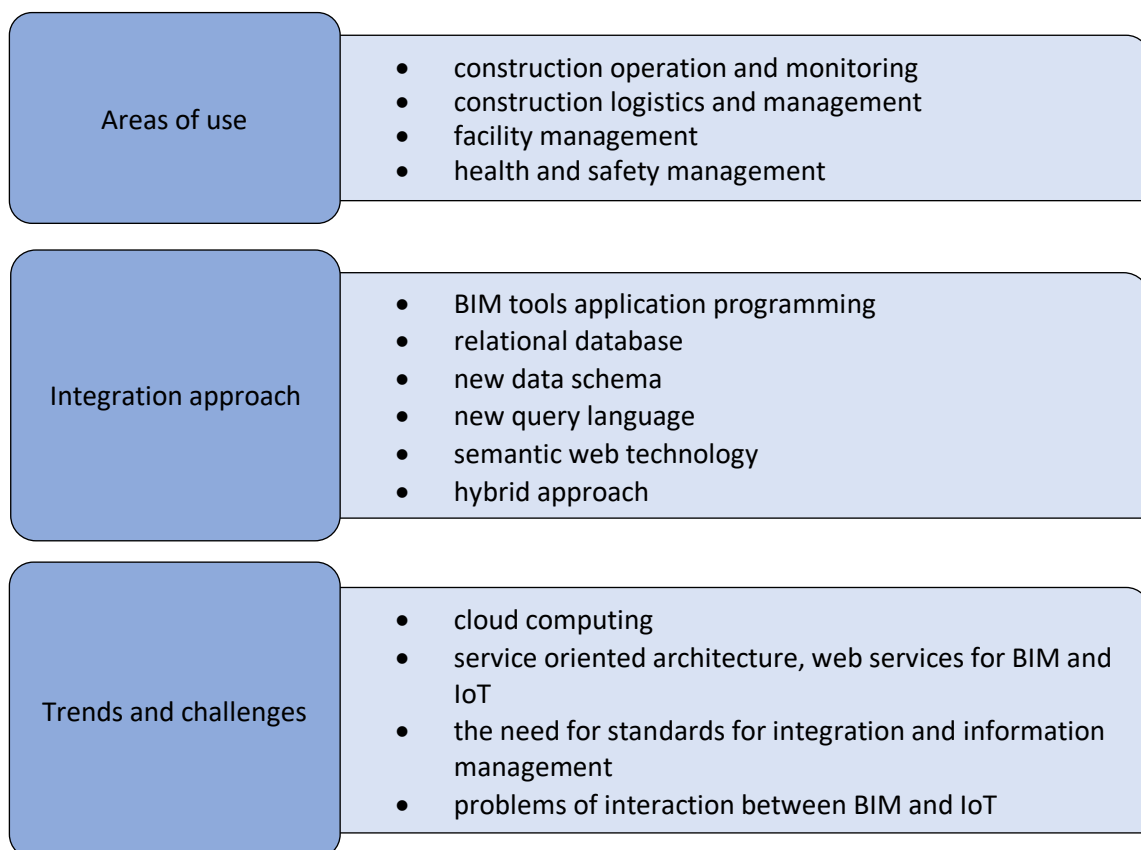 Areas of use
• construction operation and monitoring
• construction logistics and management
• facility management
• health and safety management
Integration approach
• BIM tools application programming
• relational database
• new data schema
• new query language
• semantic web technology
• hybrid approach
Trends and challenges
• cloud computing
• service oriented architecture, web services for BIM and
IoT
• the need for standards for integration and information
management
• problems of interaction between BIM and IoT